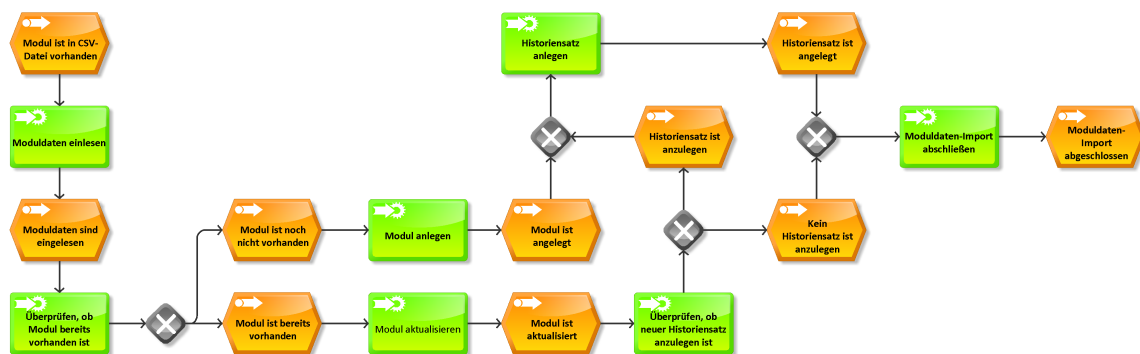 Modul ist in CSV-
Datei vorhanden
Moduldaten einlesen
Moduldaten sind
eingelesen
Überprüfen, ob
Modul bereits
vorhanden ist
Modul ist noch
nicht vorhanden
Modul anlegen
Modul ist
angelegt
Modul ist bereits
vorhanden
Modul aktualisieren
Modul ist
aktualisiert
Überprüfen, ob
neuer Historiensatz
anzulegen ist
Historiensatz ist
anzulegen
Kein
Historiensatz ist
anzulegen
Historiensatz
anlegen
Historiensatz ist
angelegt
Moduldaten-Import
abschließen
Moduldaten-
Import
abgeschlossen